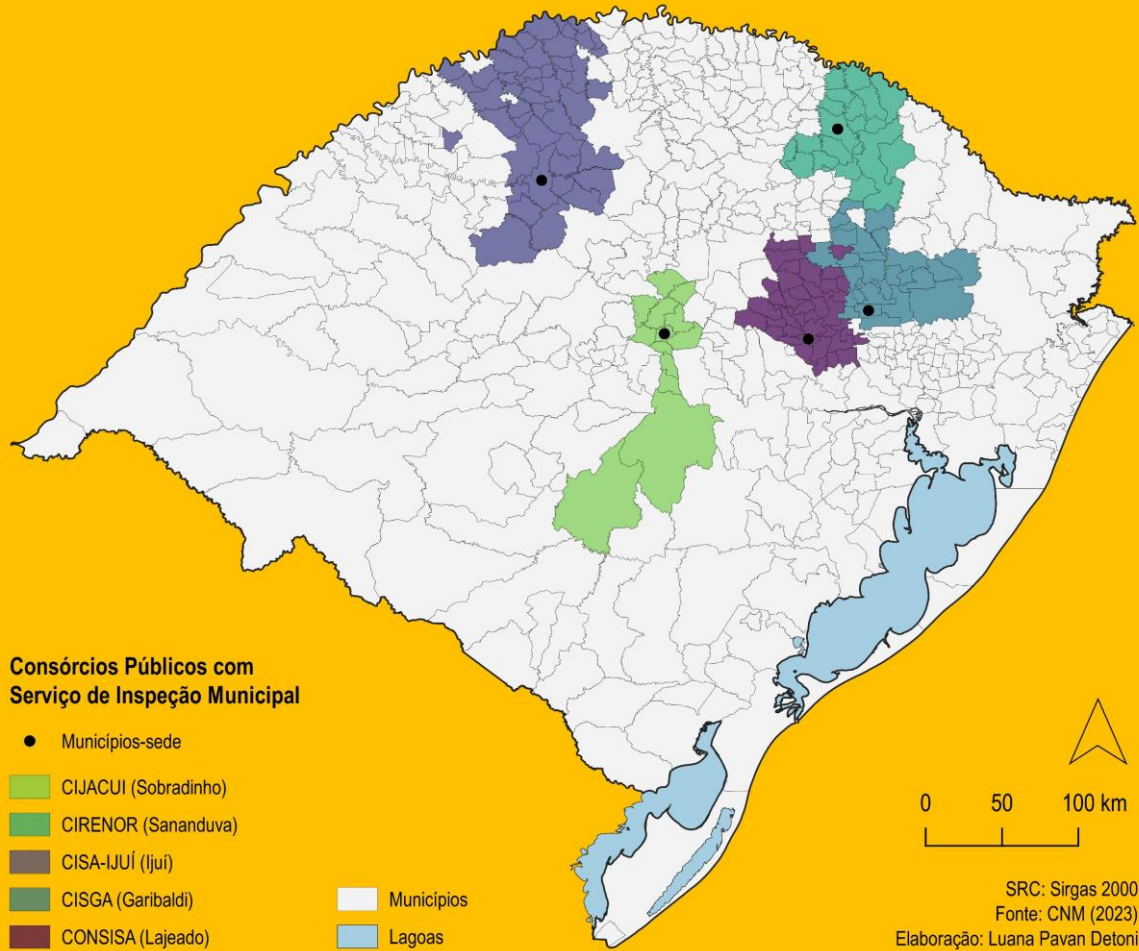 Consórcios Públicos com
Serviço de Inspeção Municipal
Municípios-sede
CIJACUI (Sobradinho)
CIRENOR (Sananduva)
CISA-IJUÍ (Ijuí)
CISGA (Garibaldi)
CONSISA (Lajeado)
Municípios
Lagoas
0 50 100 km
SRC: Sirgas 2000
Fonte: CNM (2023)
Elaboração: Luana Pavan Detoni